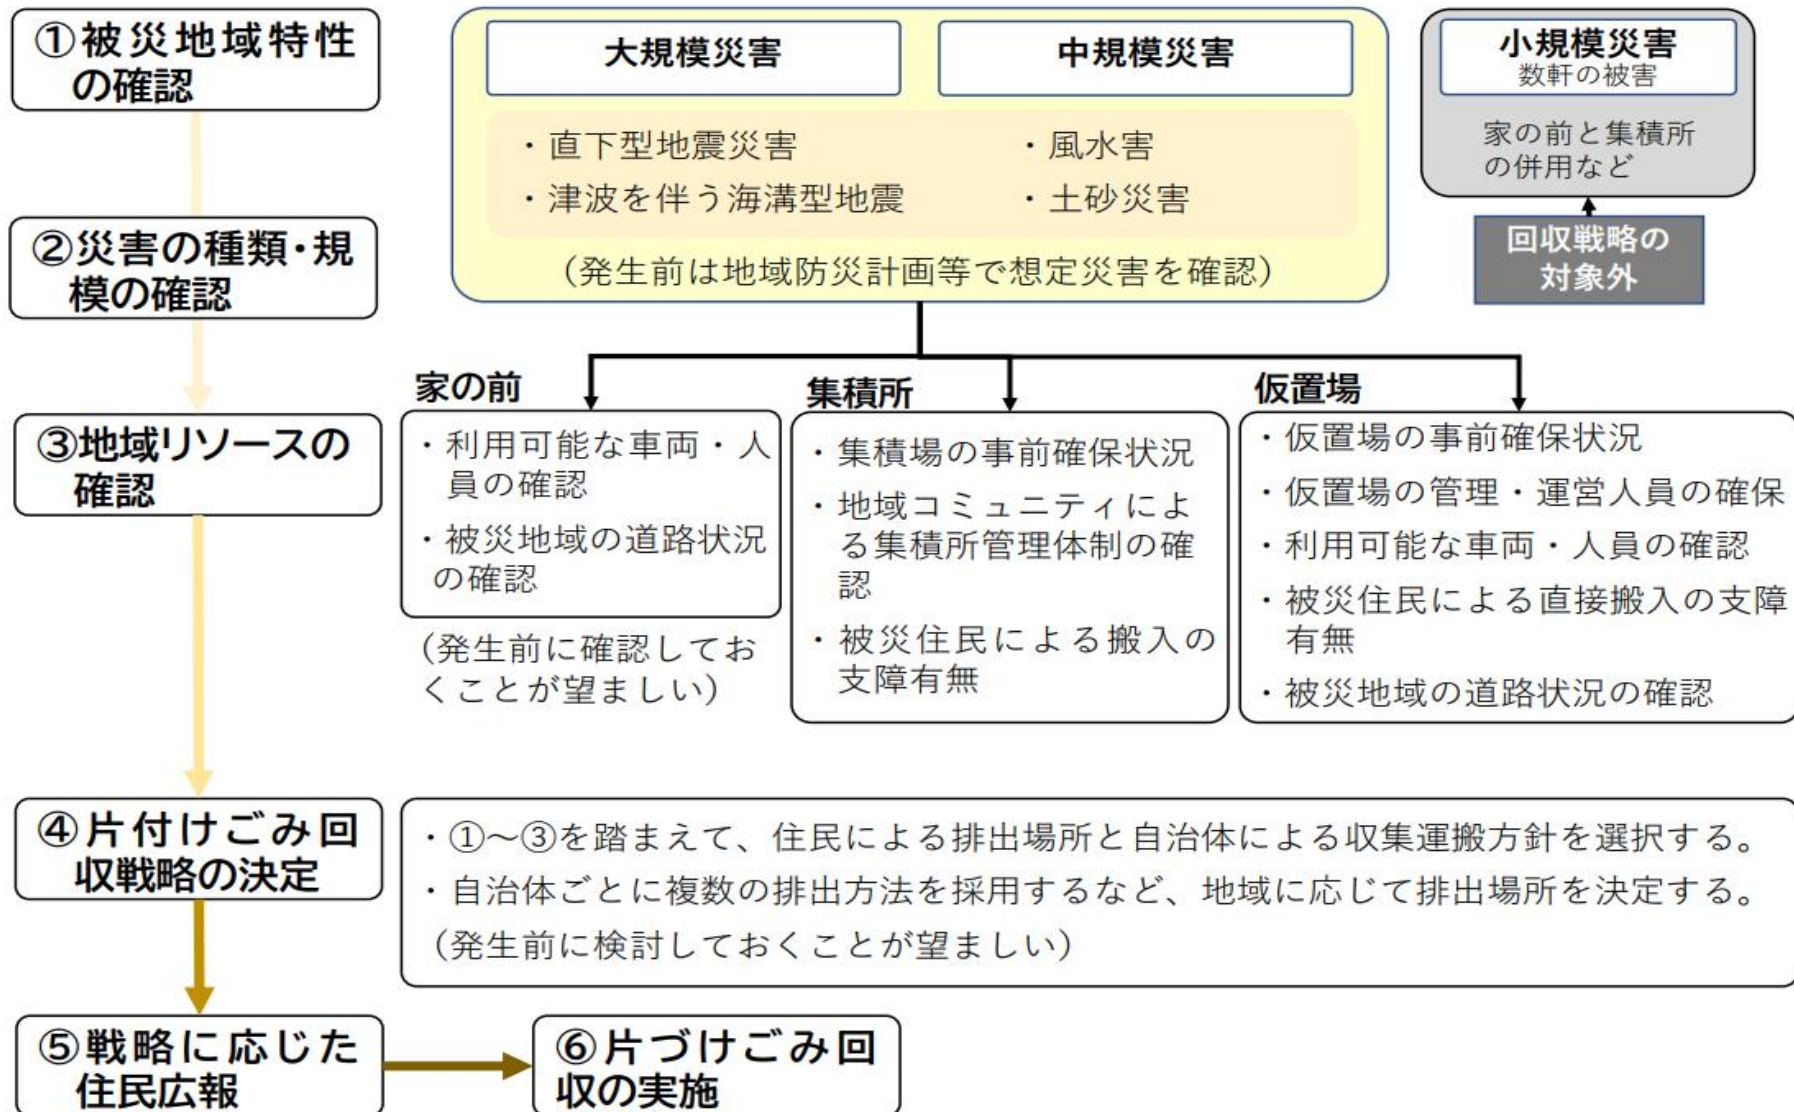 ①被災地域特性
の確認
大規模災害
中規模災害
・直下型地震災害
・風水害
・津波を伴う海溝型地震
・土砂災害
（発生前は地域防災計画等で想定災害を確認）
小規模災害
数軒の被害
家の前と集積所
の併用など
回収戦略の
対象外
②災害の種類・規
模の確認
③地域リソースの
確認
家の前
・利用可能な車両・人
員の確認
・被災地域の道路状況
の確認
（発生前に確認してお
くことが望ましい）
集積所
・集積場の事前確保状況
・地域コミュニティによ
る集積所管理体制の確
認
・被災住民による搬入の
支障有無
仮置場
・仮置場の事前確保状況
・仮置場の管理・運営人員の確保
・利用可能な車両・人員の確認
・被災住民による直接搬入の支障
有無
・被災地域の道路状況の確認
④片付けごみ回
収戦略の決定
・①～③を踏まえて、住民による排出場所と自治体による収集運搬方針を選択する。
・自治体ごとに複数の排出方法を採用するなど、地域に応じて排出場所を決定する。
（発生前に検討しておくことが望ましい）
⑤戦略に応じた
住民広報
⑥片づけごみ回
収の実施